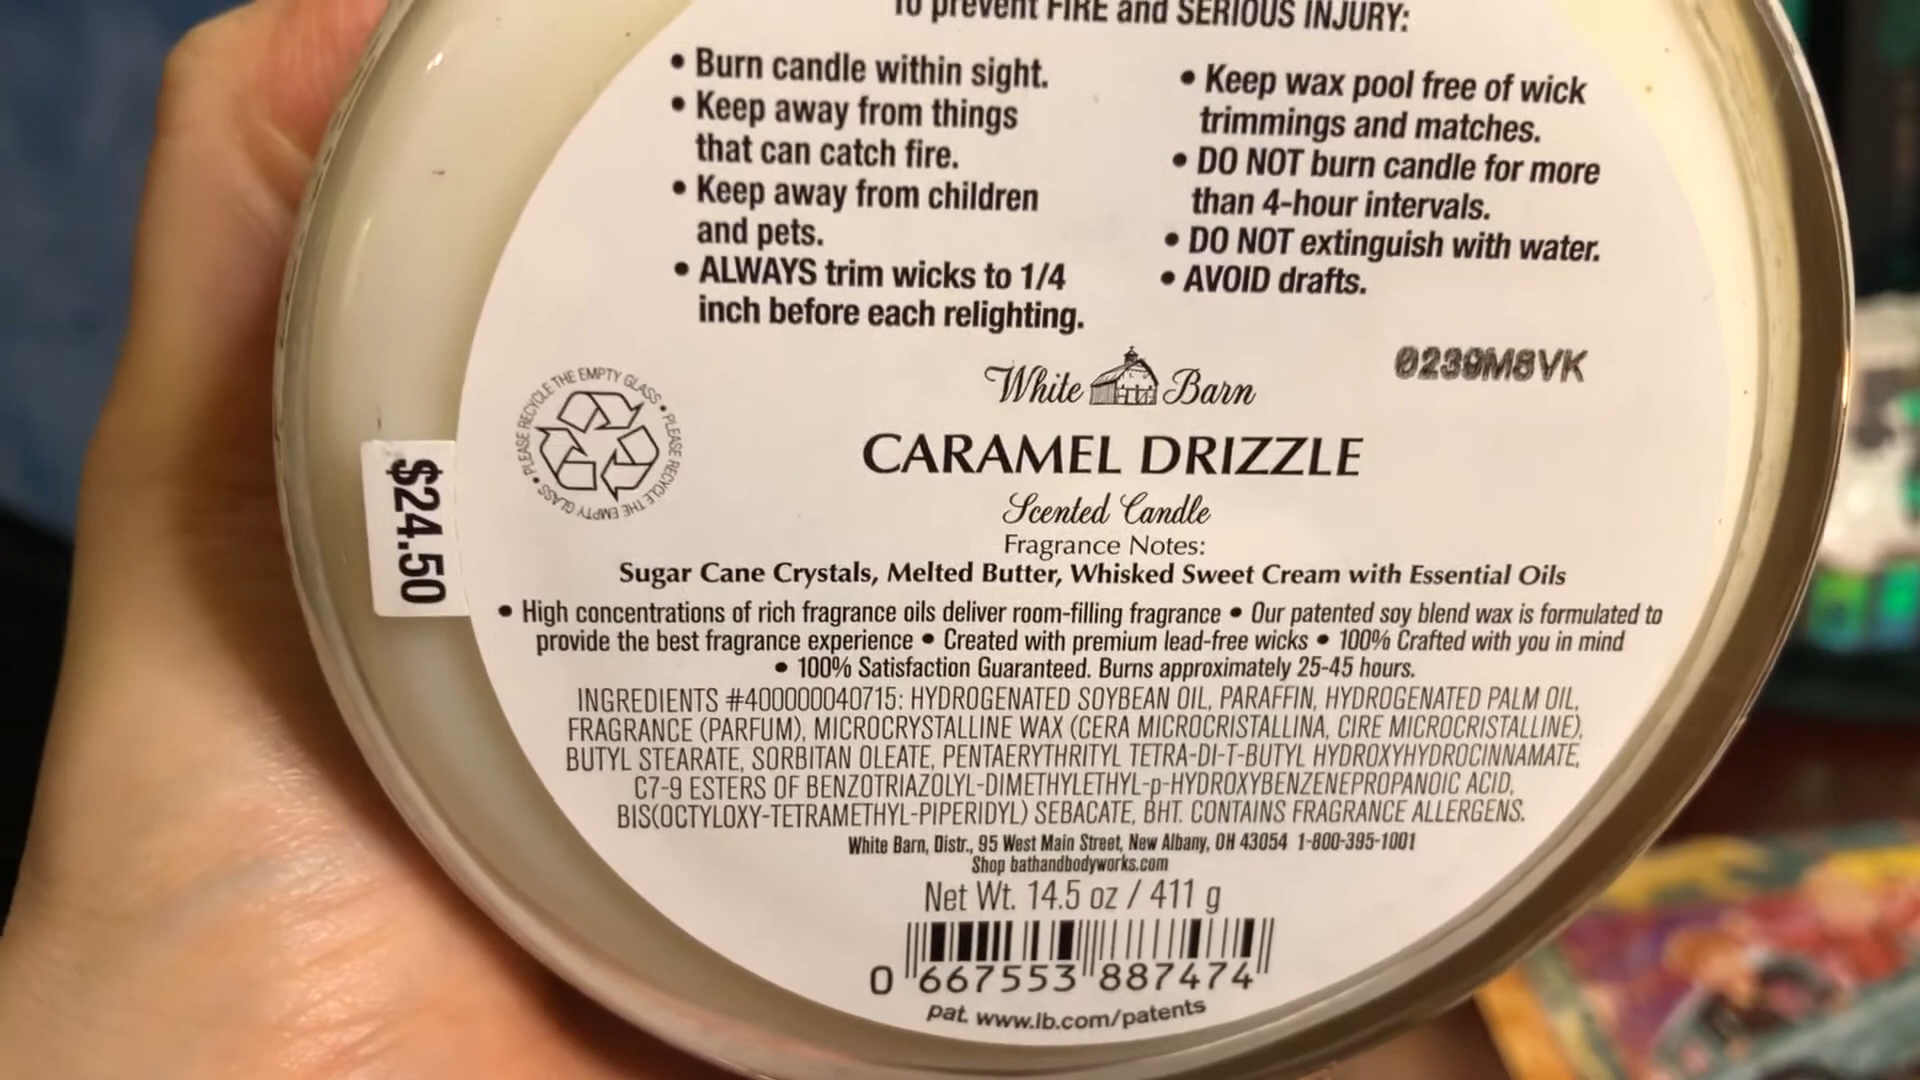 To prevent FIRE and SERIOUS INJURY:
• Burn candle within sight.
• Keep away from things
that can catch fire.
• Keep away from children
and pets.
• ALWAYS trim wicks to 1/4
inch before each relighting.
• Keep wax pool free of wick
trimmings and matches.
• DO NOT burn candle for more
than 4-hour intervals.
• DO NOT extinguish with water.
• AVOID drafts.
0239M8VK
White Barn
PLEASE RECYCLE THE EMPTY GLASS • PLEASE RECYCLE THE EMPTY GLASS •
$24.50
CARAMEL DRIZZLE
Scented Candle
Fragrance Notes:
Sugar Cane Crystals, Melted Butter, Whisked Sweet Cream with Essential Oils
• High concentrations of rich fragrance oils deliver room-filling fragrance • Our patented soy blend wax is formulated to
provide the best fragrance experience • Created with premium lead-free wicks • 100% Crafted with you in mind
• 100% Satisfaction Guaranteed. Burns approximately 25-45 hours.
INGREDIENTS #400000040715: HYDROGENATED SOYBEAN OIL, PARAFFIN, HYDROGENATED PALM OIL,
FRAGRANCE (PARFUM), MICROCRYSTALLINE WAX (CERA MICROCRISTALLINA, CIRE MICROCRISTALLINE),
BUTYL STEARATE, SORBITAN OLEATE, PENTAERYTHRITYL TETRA-DI-T-BUTYL HYDROXYHYDROCINNAMATE,
C7-9 ESTERS OF BENZOTRIAZOLYL-DIMETHYLETHYL-p-HYDROXYBENZENEPROPANOIC ACID,
BIS(OCTYLOXY-TETRAMETHYL-PIPERIDYL) SEBACATE, BHT. CONTAINS FRAGRANCE ALLERGENS.
White Barn, Distr., 95 West Main Street, New Albany, OH 43054 1-800-395-1001
Shop bathandbodyworks.com
Net Wt. 14.5 oz / 411 g
0 667553 887474
pat. www.lb.com/patents